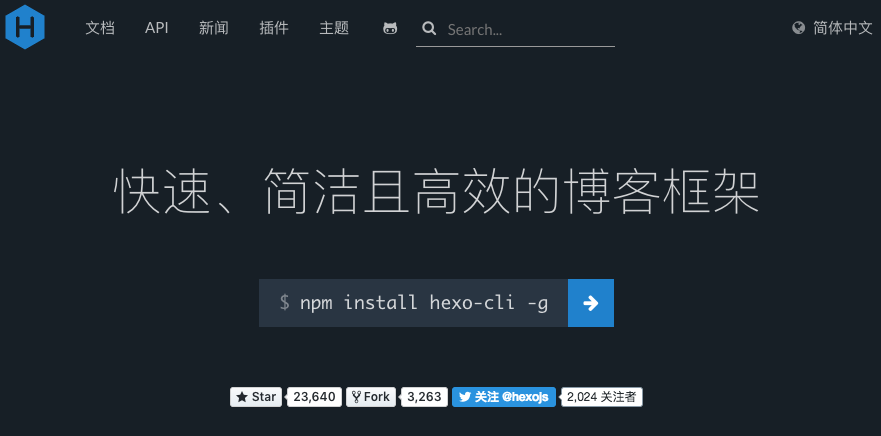 H 文档 API 新闻 插件 主题 Search... 简体中文
快速、简洁且高效的博客框架
$ npm install hexo-cli -g
Star 23,640 Fork 3,263 关注 @hexojs 2,024 关注者